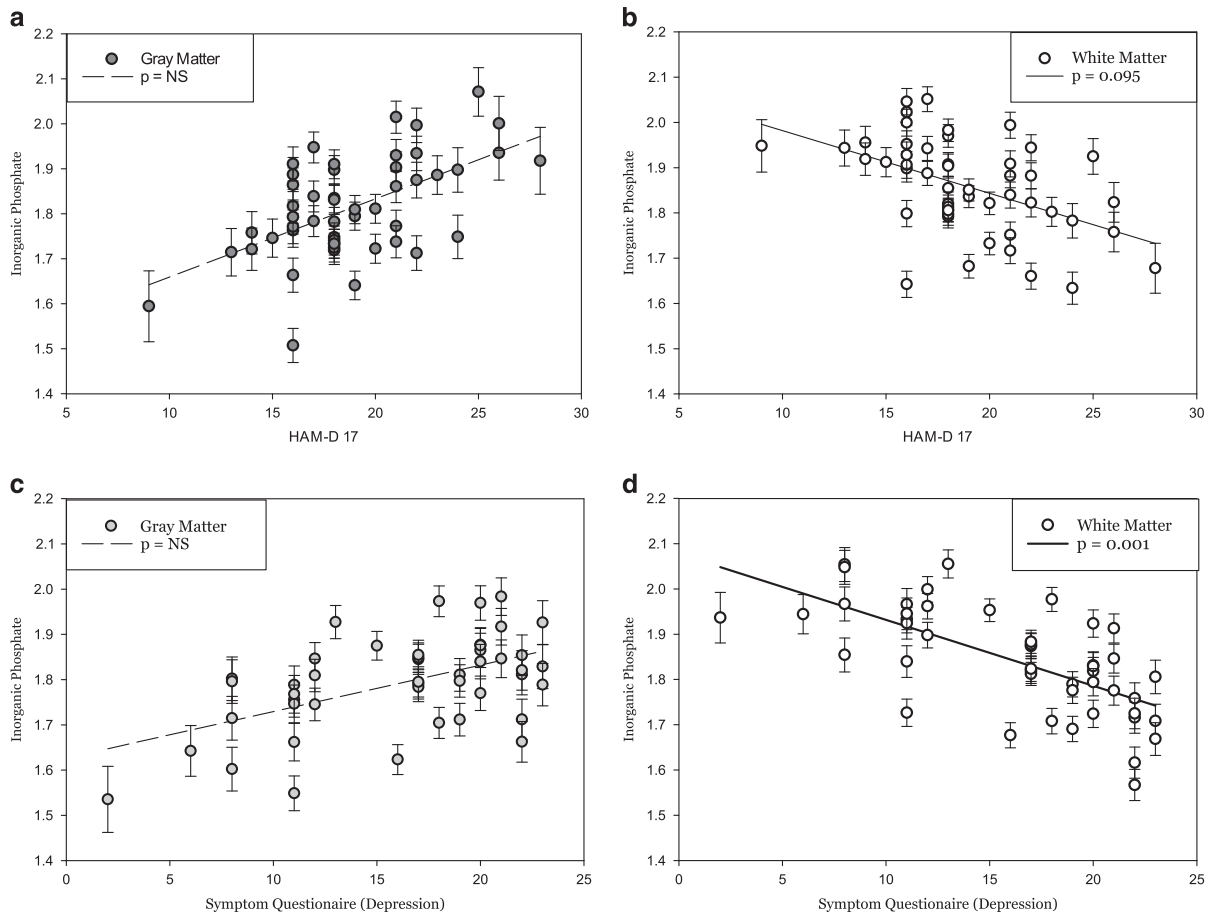 a
2.2
2.1
2.0
1.9
1.8
1.7
1.6
1.5
1.4
Inorganic Phosphate
Gray Matter
p = NS
5 10 15 20 25 30
HAM-D 17
b
2.2
2.1
2.0
1.9
1.8
1.7
1.6
1.5
1.4
Inorganic Phosphate
White Matter
p = 0.095
5 10 15 20 25 30
HAM-D 17
c
2.2
2.1
2.0
1.9
1.8
1.7
1.6
1.5
1.4
Inorganic Phosphate
Gray Matter
p = NS
0 5 10 15 20 25
Symptom Questionaire (Depression)
d
2.2
2.1
2.0
1.9
1.8
1.7
1.6
1.5
1.4
Inorganic Phosphate
White Matter
p = 0.001
0 5 10 15 20 25
Symptom Questionaire (Depression)